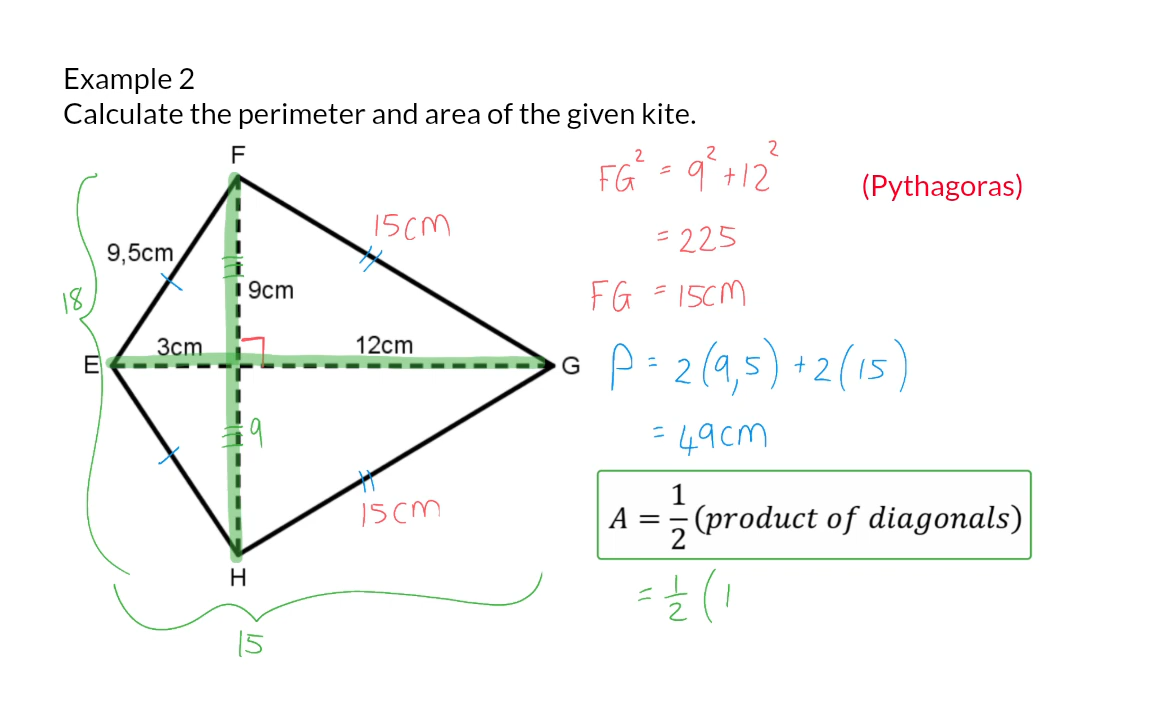 Example 2
Calculate the perimeter and area of the given kite.
F
FG² = 9² + 12²
(Pythagoras)
15cm
= 225
9,5cm
9cm
FG = 15cm
18
3cm
12cm
E
G
P = 2(9,5) + 2(15)
9
= 49cm
15cm
A = 1/2 (product of diagonals)
H
= 1/2 (1
15